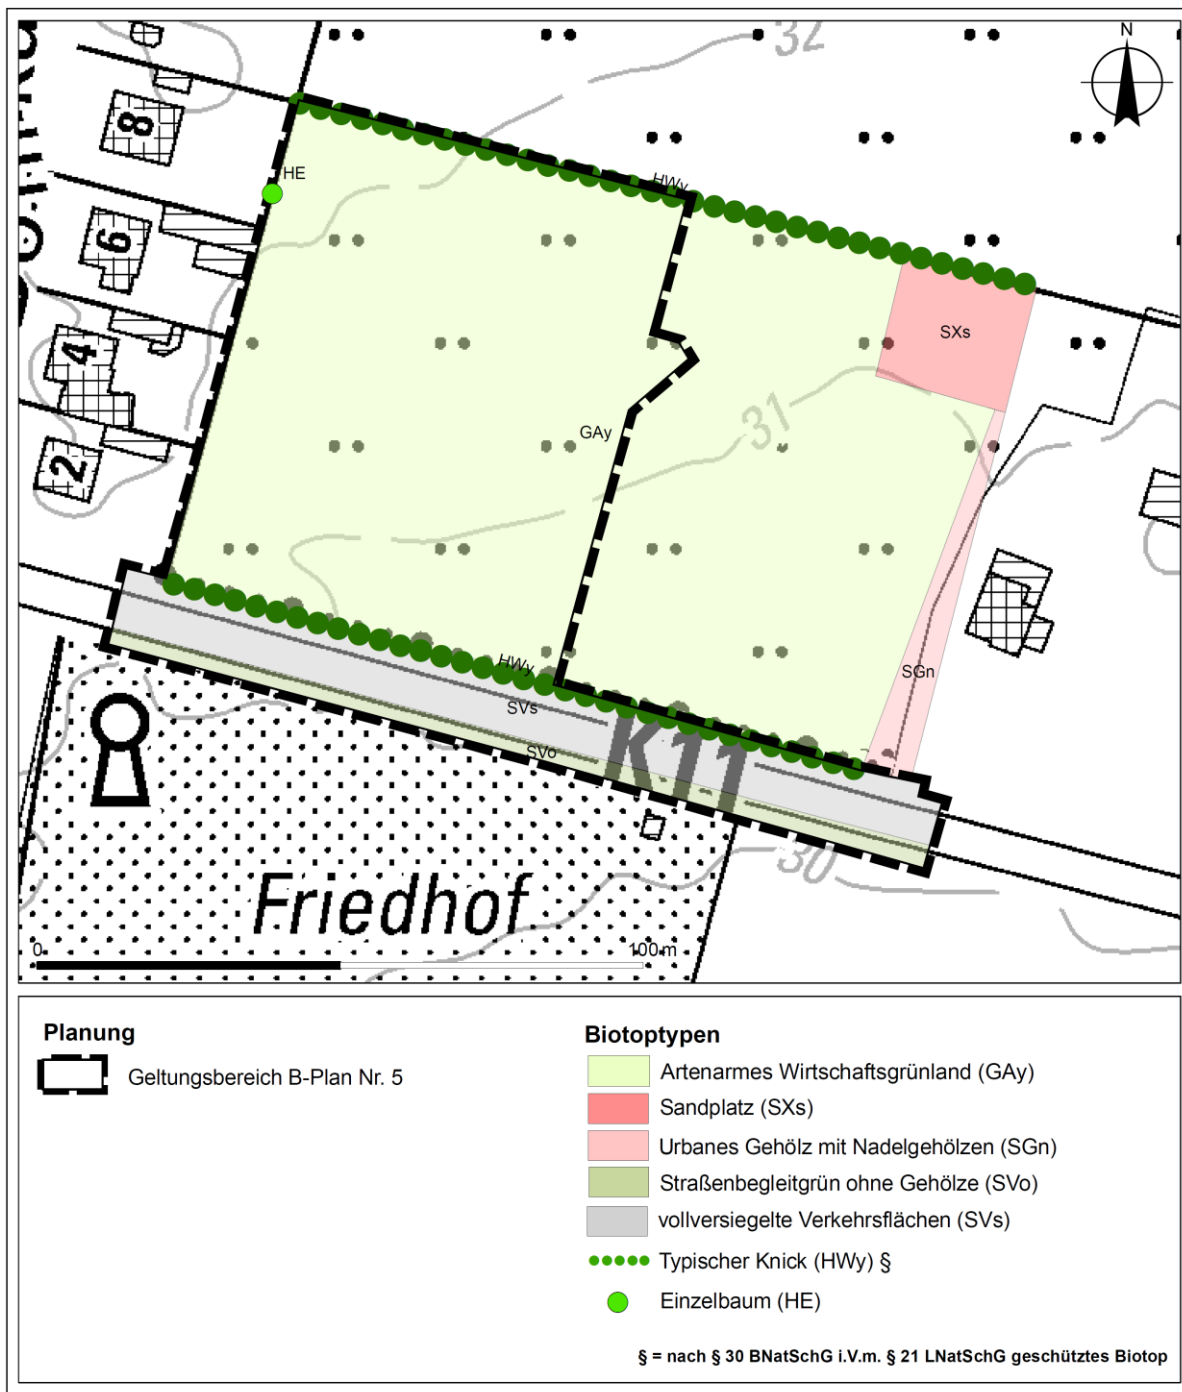 N
32
8
HE
HWy
6
SXs
4
31
GAy
2
SGn
HWy
SVs
K11
SVo
30
Friedhof
0
100 m
Planung
Geltungsbereich B-Plan Nr. 5
Biotoptypen
Artenarmes Wirtschaftsgrünland (GAy)
Sandplatz (SXs)
Urbanes Gehölz mit Nadelgehölzen (SGn)
Straßenbegleitgrün ohne Gehölze (SVo)
vollversiegelte Verkehrsflächen (SVs)
Typischer Knick (HWy) §
Einzelbaum (HE)
§ = nach § 30 BNatSchG i.V.m. § 21 LNatSchG geschütztes Biotop